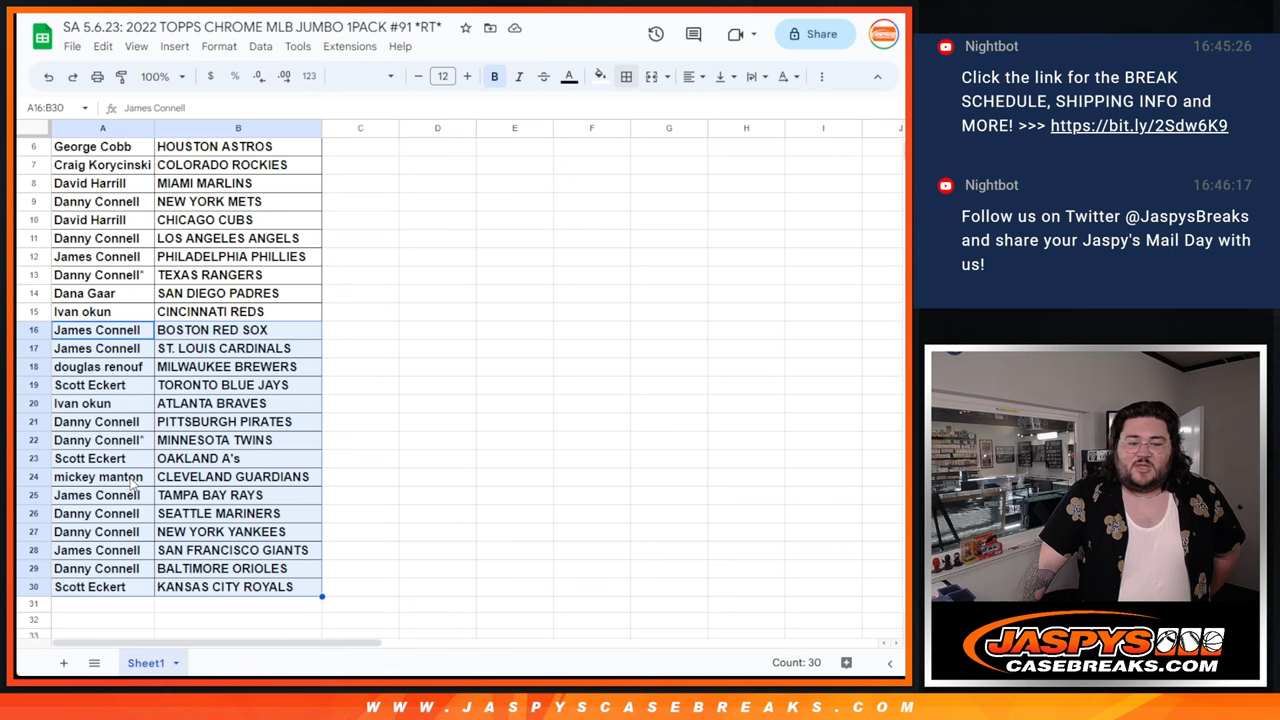 SA 5.6.23: 2022 TOPPS CHROME MLB JUMBO 1PACK #91 *RT*
File Edit View Insert Format Data Tools Extensions Help
Share
100% $ % .0 .00 123 12 B I A
A16:B30 fx James Connell
A B C D E F G H I J
6 George Cobb HOUSTON ASTROS
7 Craig Korycinski COLORADO ROCKIES
8 David Harrill MIAMI MARLINS
9 Danny Connell NEW YORK METS
10 David Harrill CHICAGO CUBS
11 Danny Connell LOS ANGELES ANGELS
12 James Connell PHILADELPHIA PHILLIES
13 Danny Connell* TEXAS RANGERS
14 Dana Gaar SAN DIEGO PADRES
15 Ivan okun CINCINNATI REDS
16 James Connell BOSTON RED SOX
17 James Connell ST. LOUIS CARDINALS
18 douglas renouf MILWAUKEE BREWERS
19 Scott Eckert TORONTO BLUE JAYS
20 Ivan okun ATLANTA BRAVES
21 Danny Connell PITTSBURGH PIRATES
22 Danny Connell* MINNESOTA TWINS
23 Scott Eckert OAKLAND A's
24 mickey manton CLEVELAND GUARDIANS
25 James Connell TAMPA BAY RAYS
26 Danny Connell SEATTLE MARINERS
27 Danny Connell NEW YORK YANKEES
28 James Connell SAN FRANCISCO GIANTS
29 Danny Connell BALTIMORE ORIOLES
30 Scott Eckert KANSAS CITY ROYALS
31
32
33
Sheet1 Count: 30
Nightbot 16:45:26
Click the link for the BREAK
SCHEDULE, SHIPPING INFO and
MORE! >>> https://bit.ly/2Sdw6K9
Nightbot 16:46:17
Follow us on Twitter @JaspysBreaks
and share your Jaspy's Mail Day with
us!
JASPYS
CASEBREAKS.COM
WWW.JASPYSCASEBREAKS.COM